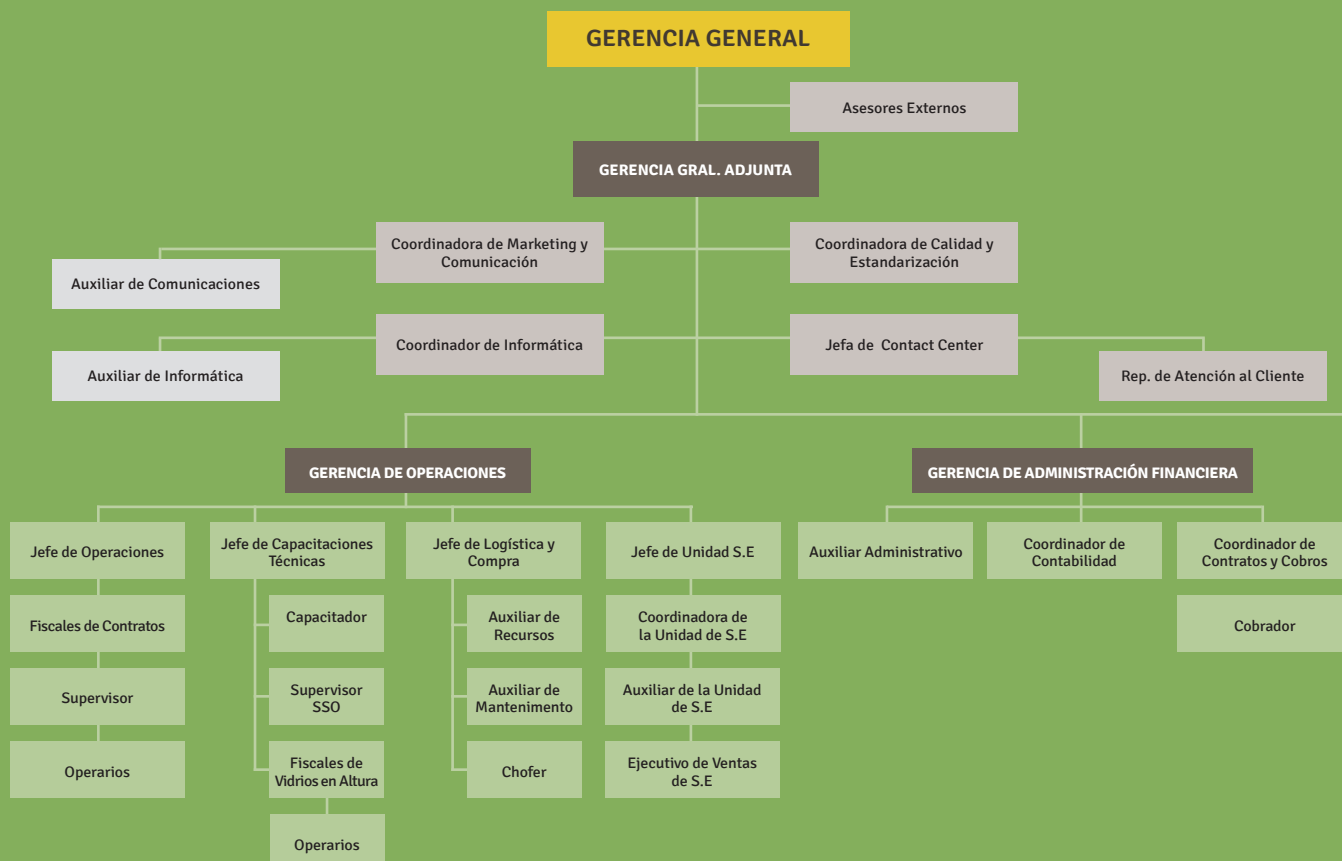 GERENCIA GENERAL
Asesores Externos
GERENCIA GRAL. ADJUNTA
Coordinadora de Marketing y
Comunicación
Coordinadora de Calidad y
Estandarización
Auxiliar de Comunicaciones
Coordinador de Informática
Jefa de Contact Center
Auxiliar de Informática
Rep. de Atención al Cliente
GERENCIA DE OPERACIONES
GERENCIA DE ADMINISTRACIÓN FINANCIERA
Jefe de Operaciones
Jefe de Capacitaciones
Técnicas
Jefe de Logística y
Compra
Jefe de Unidad S.E
Auxiliar Administrativo
Coordinador de
Contabilidad
Coordinador de
Contratos y Cobros
Fiscales de Contratos
Capacitador
Auxiliar de
Recursos
Coordinadora de
la Unidad de S.E
Cobrador
Supervisor
Supervisor
SSO
Auxiliar de
Mantenimento
Auxiliar de la Unidad
de S.E
Operarios
Fiscales de
Vidrios en Altura
Chofer
Ejecutivo de Ventas
de S.E
Operarios